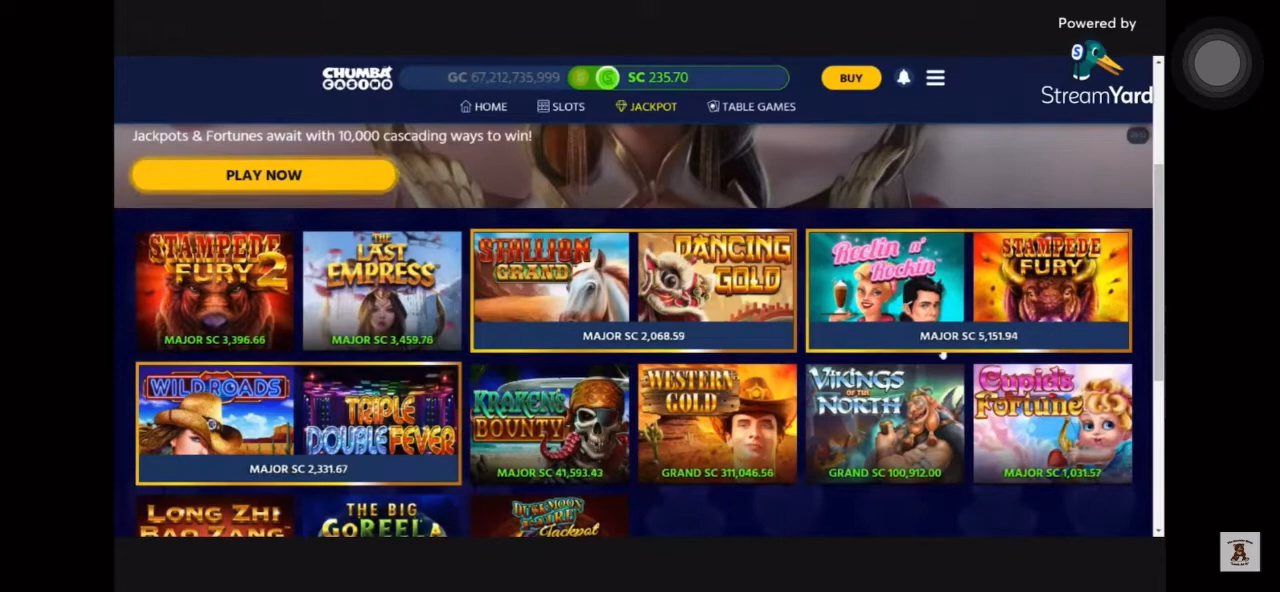 Powered by
StreamYard
CHUMBA
CASINO
GC 67,212,735,999
SC 235.70
BUY
HOME
SLOTS
JACKPOT
TABLE GAMES
Jackpots & Fortunes await with 10,000 cascading ways to win!
PLAY NOW
STAMPEDE
FURY 2
MAJOR SC 3,396.66
THE
LAST
EMPRESS
MAJOR SC 3,459.76
STALLION
GRAND
DANCING
GOLD
MAJOR SC 2,068.59
Reelin n'
Rockin
STAMPEDE
FURY
MAJOR SC 5,151.94
WILD ROADS
TRIPLE
DOUBLE FEVER
MAJOR SC 2,331.67
KRAKEN'S
BOUNTY
MAJOR SC 41,593.43
WESTERN
GOLD
GRAND SC 311,046.56
VIKINGS
OF THE
NORTH
GRAND SC 100,912.00
Cupid's
Fortune
MAJOR SC 1,031.57
LONG ZHI
BAO ZANG
THE BIG
Jackpot